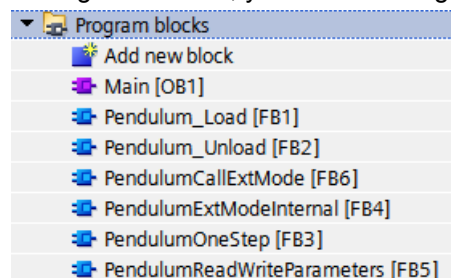 Program blocks
Add new block
Main [OB1]
Pendulum_Load [FB1]
Pendulum_Unload [FB2]
PendulumCallExtMode [FB6]
PendulumExtModeInternal [FB4]
PendulumOneStep [FB3]
PendulumReadWriteParameters [FB5]